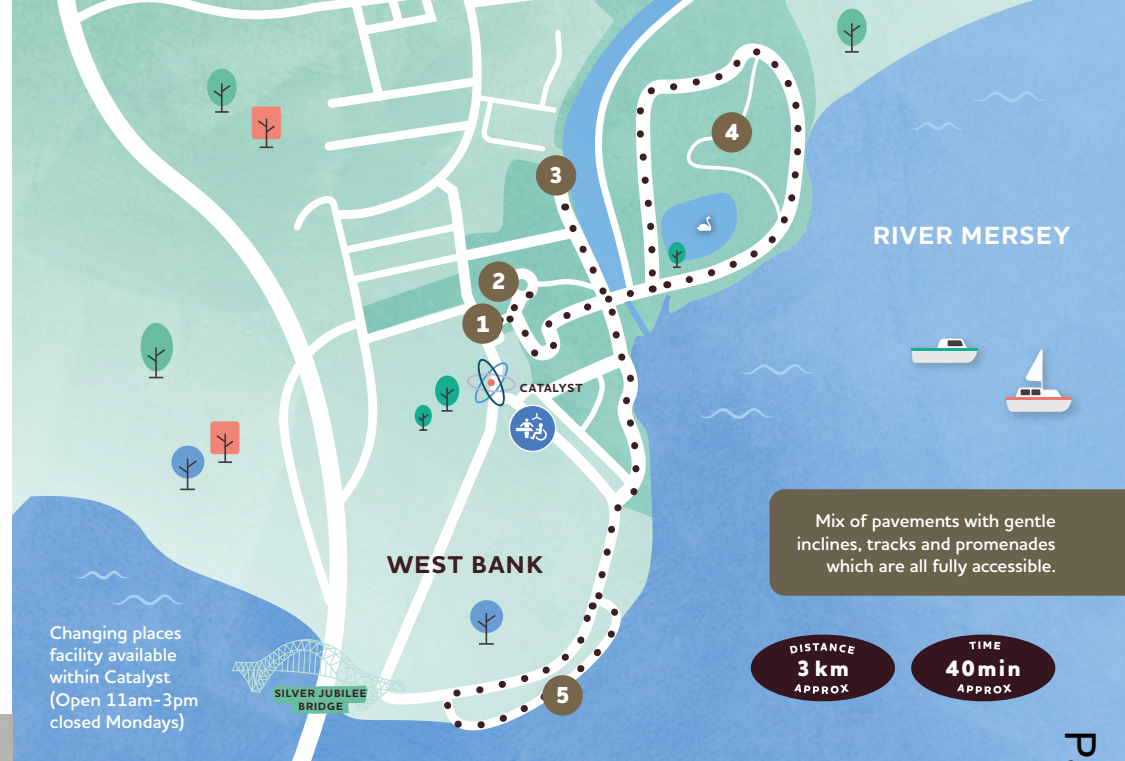 4
3
RIVER MERSEY
2
1
CATALYST
Mix of pavements with gentle
inclines, tracks and promenades
which are all fully accessible.
WEST BANK
Changing places
facility available
within Catalyst
(Open 11am-3pm
closed Mondays)
SILVER JUBILEE
BRIDGE
5
DISTANCE
3 km
APPROX
TIME
40min
APPROX
P